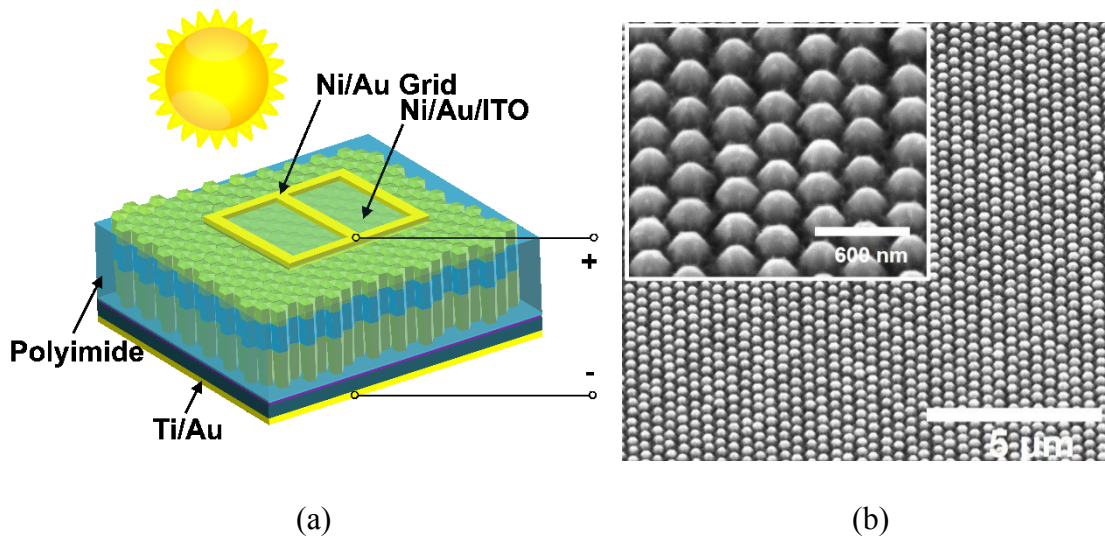 Ni/Au Grid
Ni/Au/ITO
+
Polyimide
-
Ti/Au
600 nm
5 µm
(a)
(b)